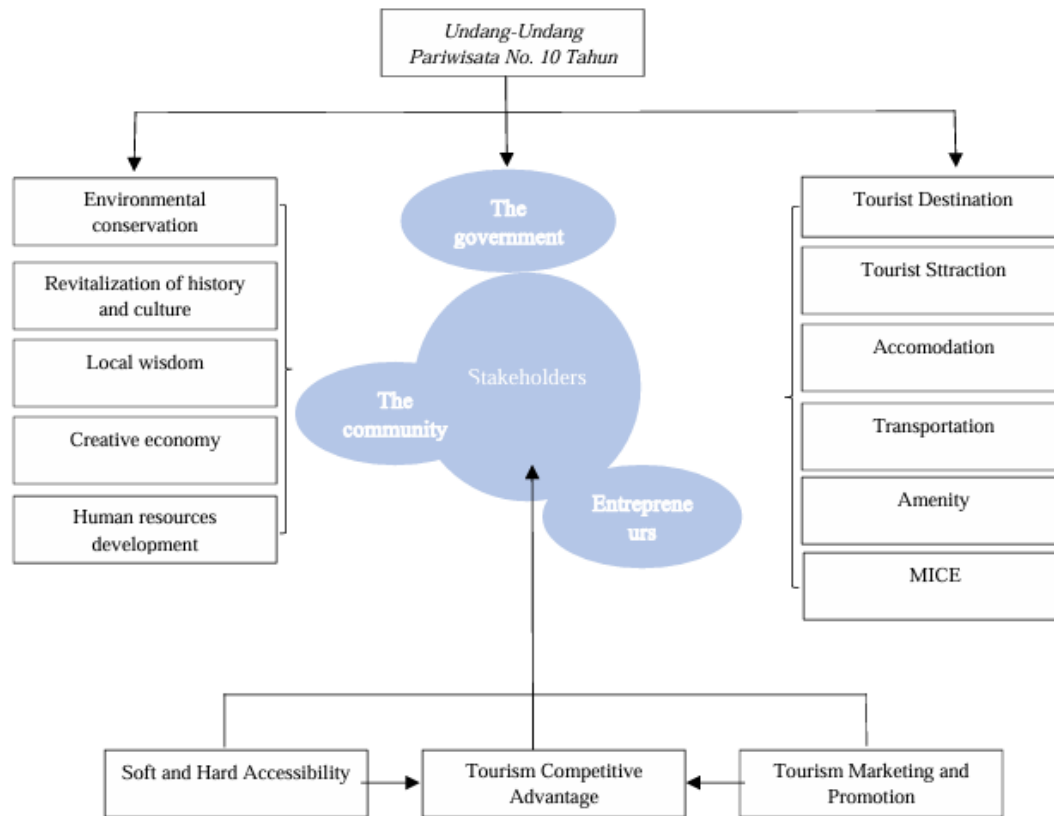 Undang-Undang
Pariwisata No. 10 Tahun
Environmental
conservation
Revitalization of history
and culture
Local wisdom
Creative economy
Human resources
development
The
government
Stakeholders
The
community
Entreprene
urs
Tourist Destination
Tourist Sttraction
Accomodation
Transportation
Amenity
MICE
Soft and Hard Accessibility
Tourism Competitive
Advantage
Tourism Marketing and
Promotion